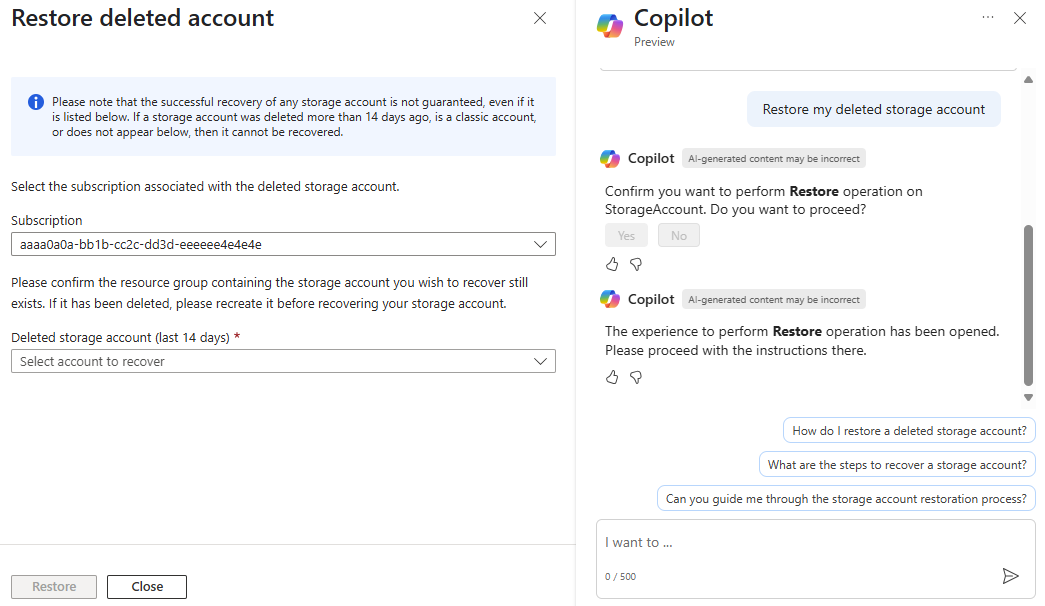 Restore deleted account
Please note that the successful recovery of any storage account is not guaranteed, even if it
is listed below. If a storage account was deleted more than 14 days ago, is a classic account,
or does not appear below, then it cannot be recovered.
Select the subscription associated with the deleted storage account.
Subscription
aaaa0a0a-bb1b-cc2c-dd3d-eeeeee4e4e4e
Please confirm the resource group containing the storage account you wish to recover still
exists. If it has been deleted, please recreate it before recovering your storage account.
Deleted storage account (last 14 days) *
Select account to recover
Restore
Close
Copilot
Preview
Restore my deleted storage account
Copilot
AI-generated content may be incorrect
Confirm you want to perform Restore operation on
StorageAccount. Do you want to proceed?
Yes
No
Copilot
AI-generated content may be incorrect
The experience to perform Restore operation has been opened.
Please proceed with the instructions there.
How do I restore a deleted storage account?
What are the steps to recover a storage account?
Can you guide me through the storage account restoration process?
I want to ...
0 / 500